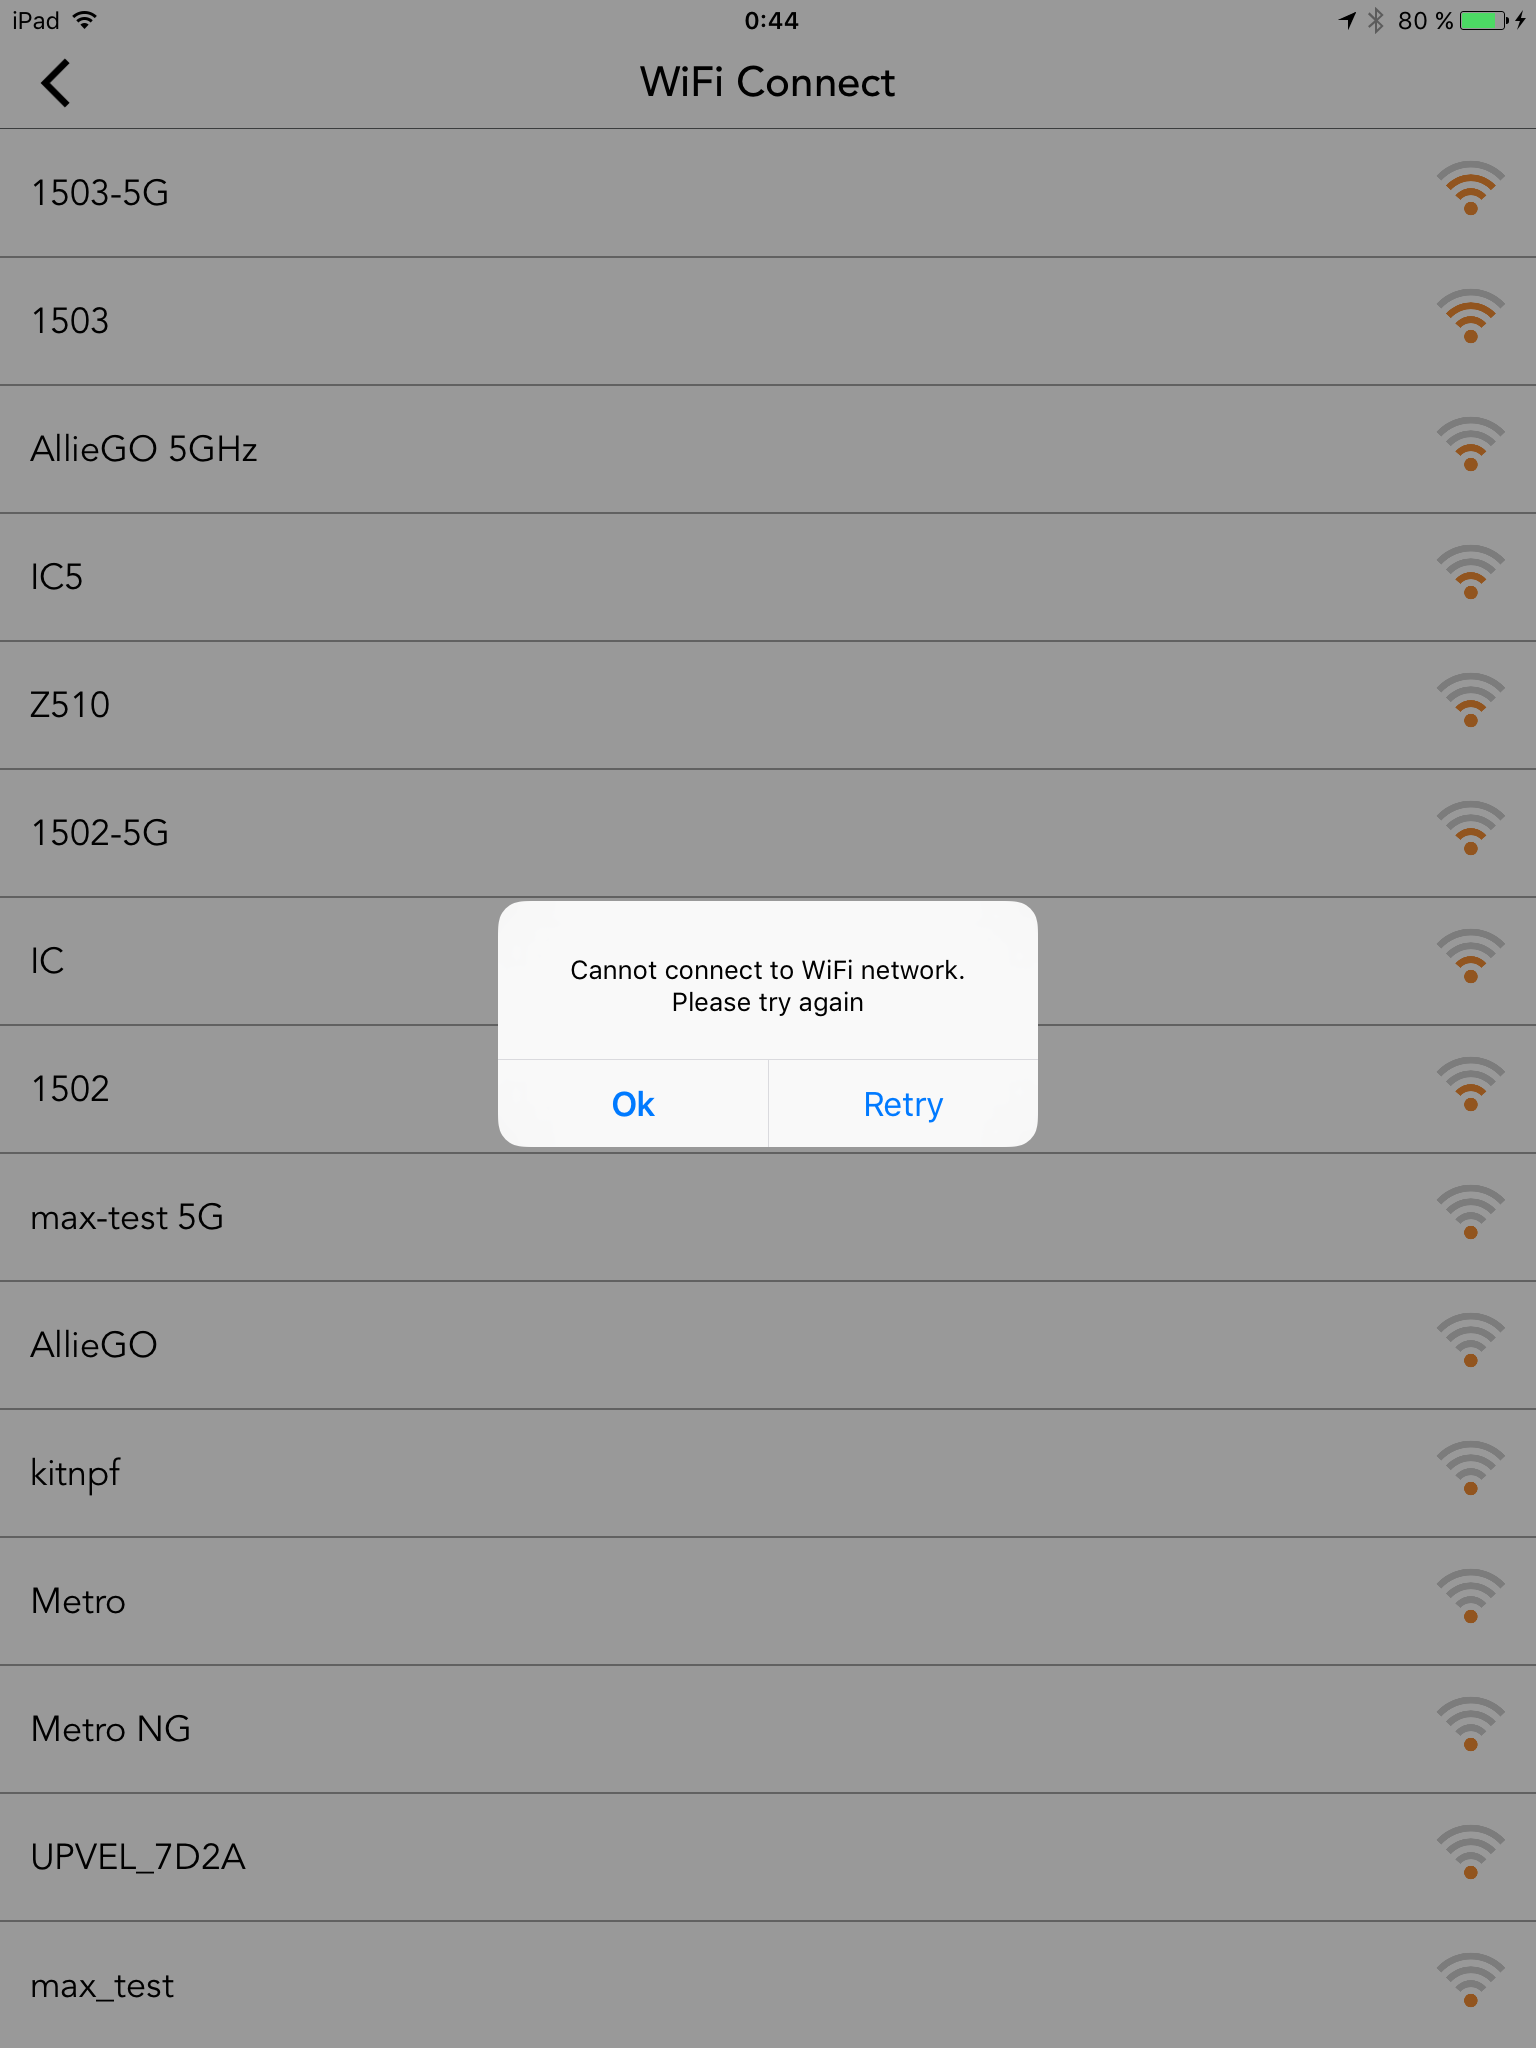 iPad 0:44 80 %
WiFi Connect
1503-5G
1503
AllieGO 5GHz
IC5
Z510
1502-5G
IC
Cannot connect to WiFi network.
Please try again
Ok Retry
1502
max-test 5G
AllieGO
kitnpf
Metro
Metro NG
UPVEL_7D2A
max_test